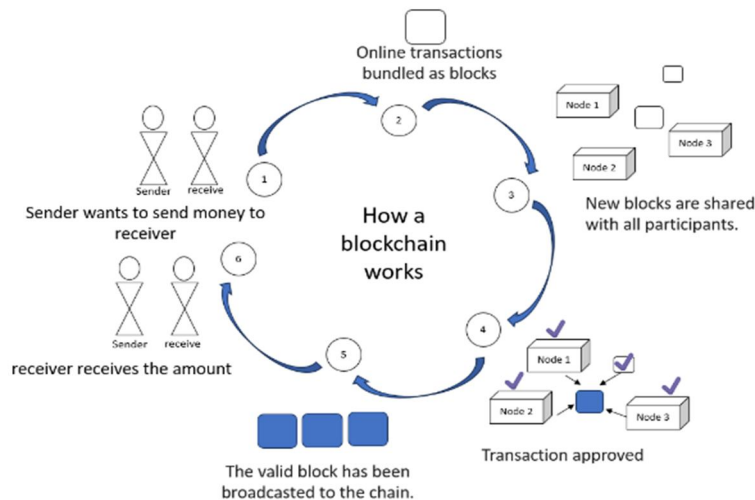 Online transactions
bundled as blocks
2
Node 1
Node 3
Node 2
New blocks are shared
with all participants.
3
Sender
receive
1
Sender wants to send money to
receiver
How a
blockchain
works
6
Sender
receive
receiver receives the amount
4
Node 1
Node 2
Node 3
Transaction approved
5
The valid block has been
broadcasted to the chain.